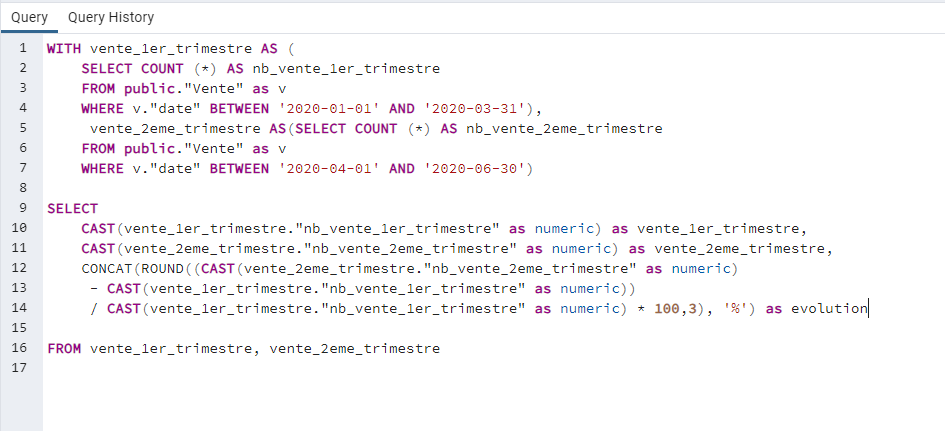 Query Query History
1 WITH vente_1er_trimestre AS (
2 SELECT COUNT (*) AS nb_vente_1er_trimestre
3 FROM public."Vente" as v
4 WHERE v."date" BETWEEN '2020-01-01' AND '2020-03-31'),
5 vente_2eme_trimestre AS(SELECT COUNT (*) AS nb_vente_2eme_trimestre
6 FROM public."Vente" as v
7 WHERE v."date" BETWEEN '2020-04-01' AND '2020-06-30')
8
9 SELECT
10 CAST(vente_1er_trimestre."nb_vente_1er_trimestre" as numeric) as vente_1er_trimestre,
11 CAST(vente_2eme_trimestre."nb_vente_2eme_trimestre" as numeric) as vente_2eme_trimestre,
12 CONCAT(ROUND((CAST(vente_2eme_trimestre."nb_vente_2eme_trimestre" as numeric)
13 - CAST(vente_1er_trimestre."nb_vente_1er_trimestre" as numeric))
14 / CAST(vente_1er_trimestre."nb_vente_1er_trimestre" as numeric) * 100,3), '%') as evolution
15
16 FROM vente_1er_trimestre, vente_2eme_trimestre
17